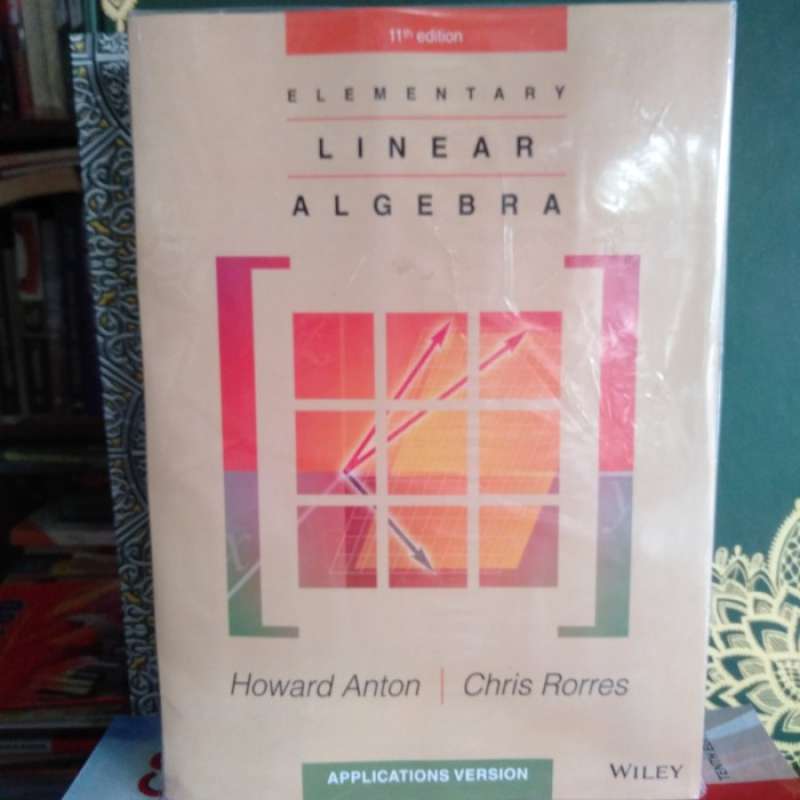 11th edition
ELEMENTARY
LINEAR
ALGEBRA
Howard Anton | Chris Rorres
APPLICATIONS VERSION
WILEY